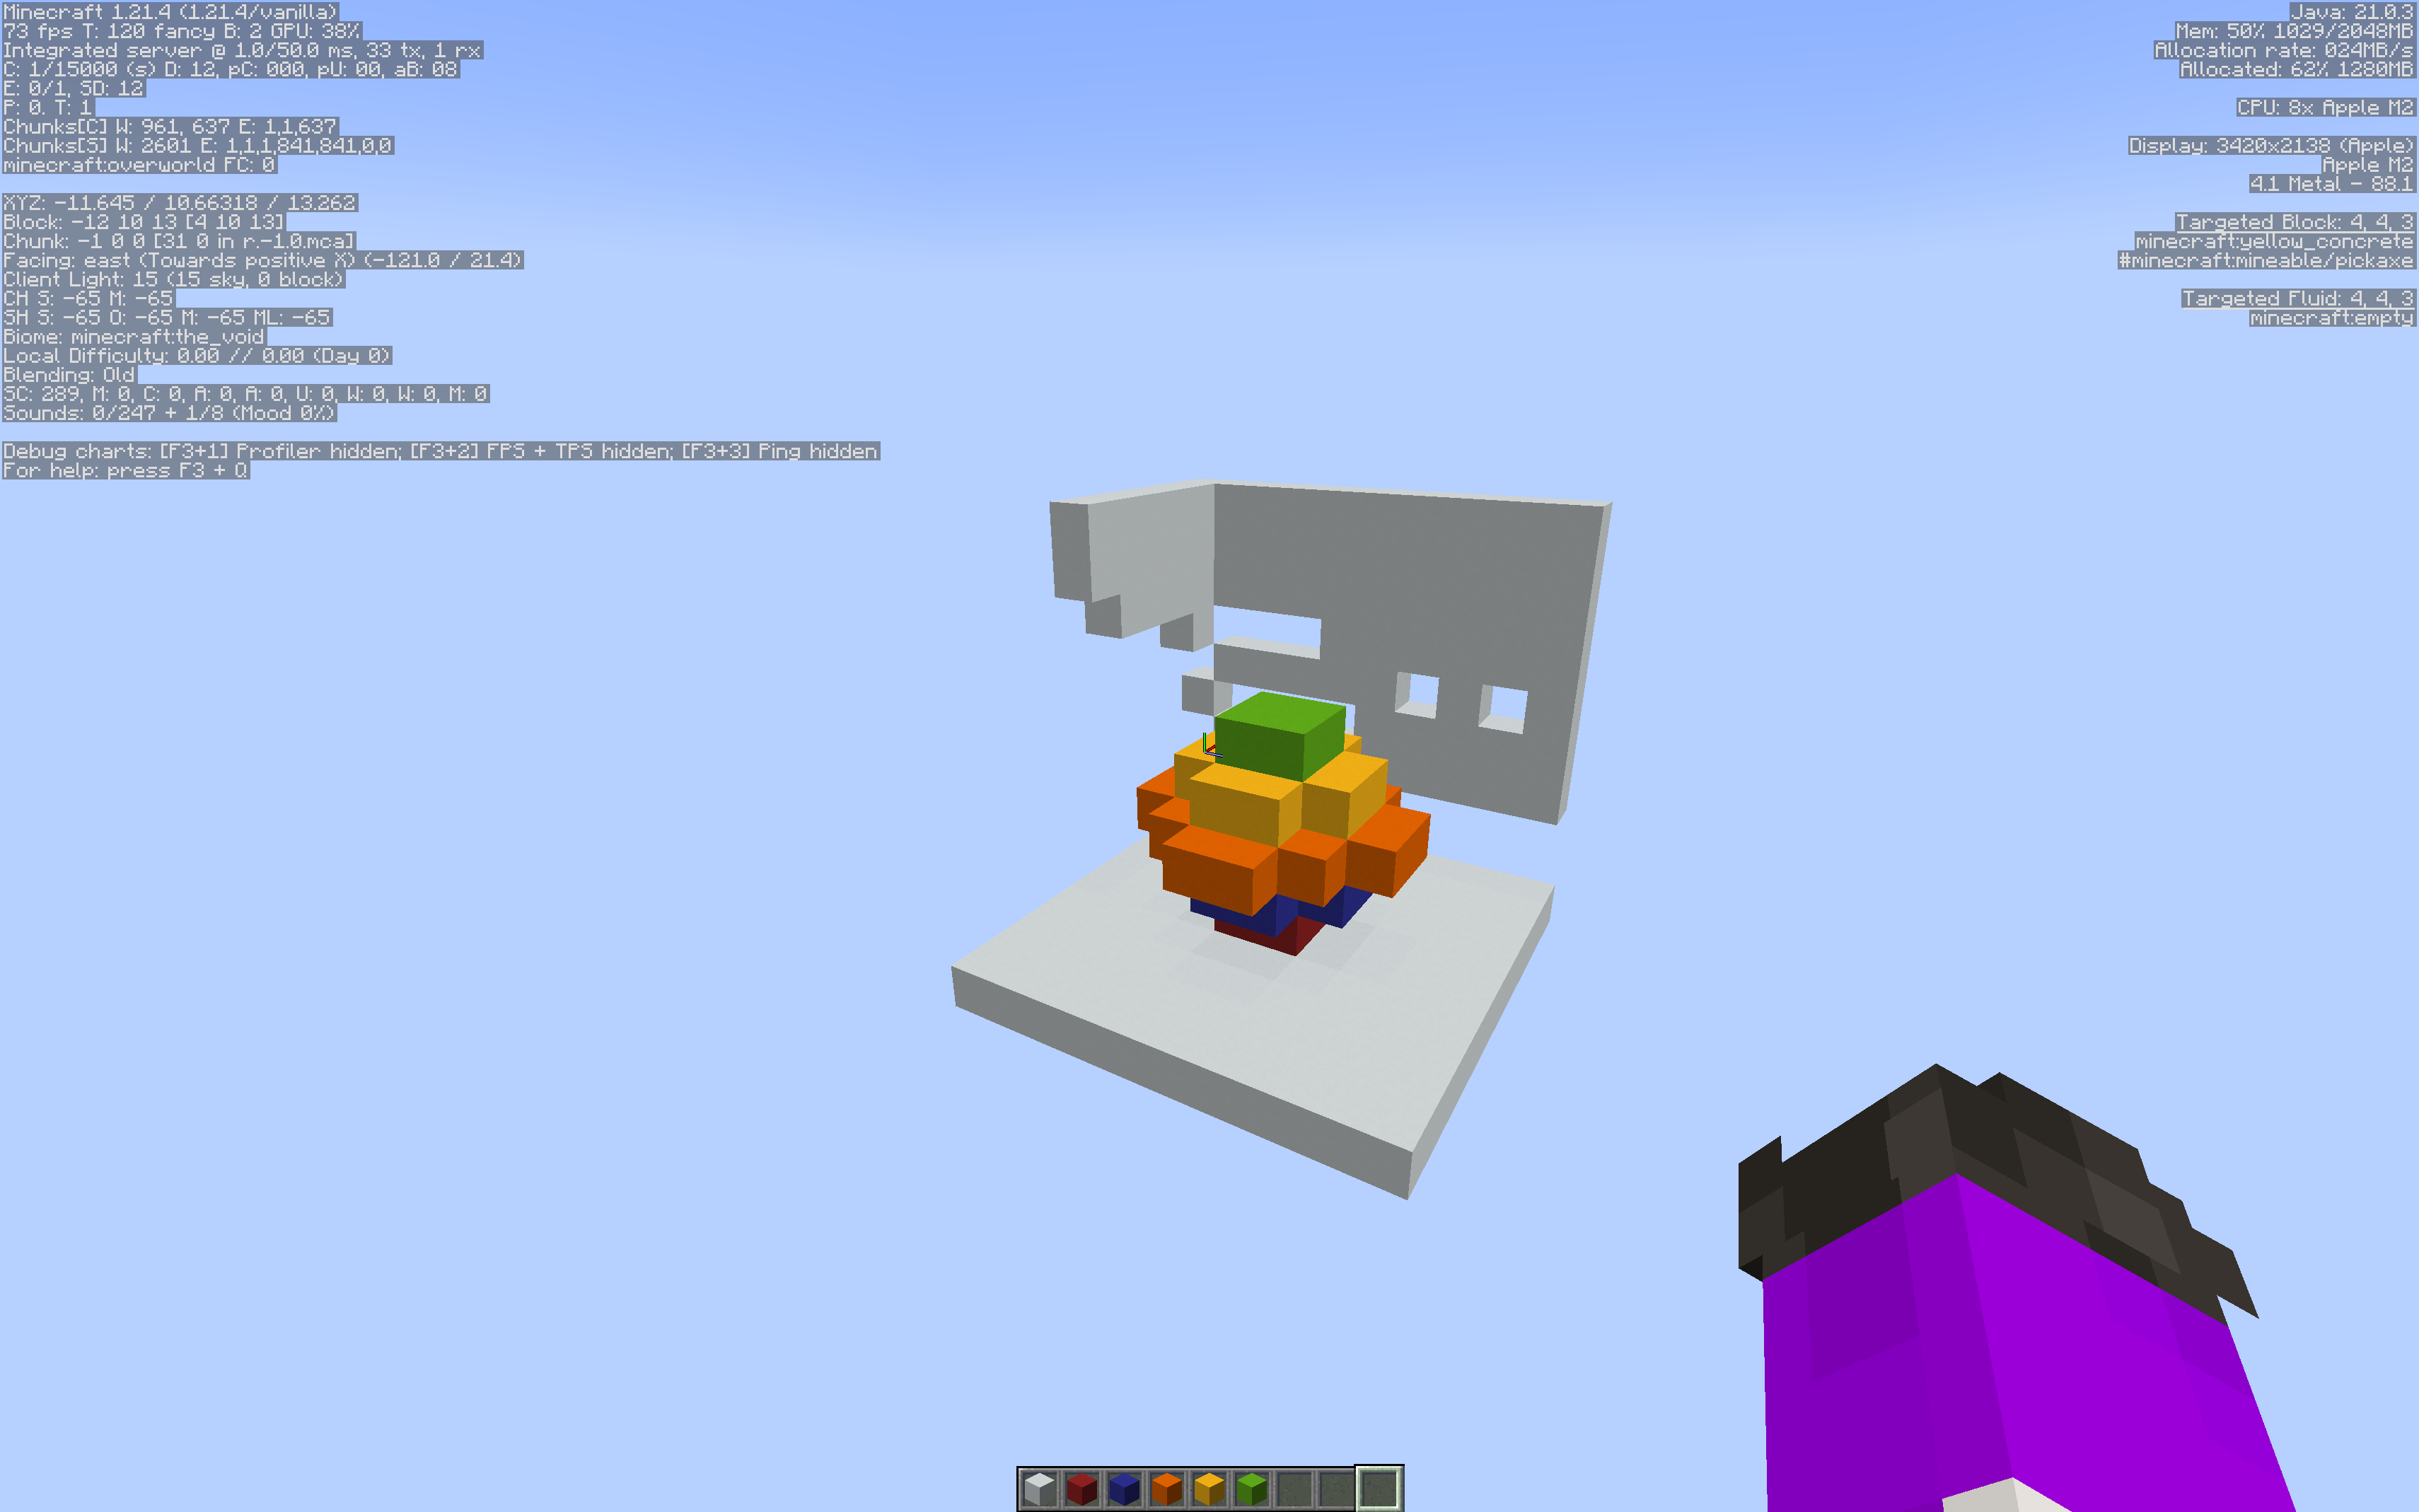 Minecraft 1.21.4 (1.21.4/vanilla)
73 fps T: 120 fancy B: 2 GPU: 38%
Integrated server @ 1.0/50.0 ms, 33 tx, 1 rx
C: 1/15000 (s) D: 12, pC: 000, pU: 00, aB: 08
E: 0/1, SD: 12
P: 0. T: 1
Chunks[C] W: 961, 637 E: 1,1,637
Chunks[S] W: 2601 E: 1,1,1,841,841,0,0
minecraft:overworld FC: 0
XYZ: -11.645 / 10.66318 / 13.262
Block: -12 10 13 [4 10 13]
Chunk: -1 0 0 [31 0 in r.-1.0.mca]
Facing: east (Towards positive X) (-121.0 / 21.4)
Client Light: 15 (15 sky, 0 block)
CH S: -65 M: -65
SH S: -65 O: -65 M: -65 ML: -65
Biome: minecraft:the_void
Local Difficulty: 0.00 // 0.00 (Day 0)
Blending: Old
SC: 289, M: 0, C: 0, A: 0, A: 0, U: 0, W: 0, W: 0, M: 0
Sounds: 0/247 + 1/8 (Mood 0%)
Debug charts: [F3+1] Profiler hidden; [F3+2] FPS + TPS hidden; [F3+3] Ping hidden
For help: press F3 + Q
Java: 21.0.3
Mem: 50% 1029/2048MB
Allocation rate: 024MB/s
Allocated: 62% 1280MB
CPU: 8x Apple M2
Display: 3420x2138 (Apple)
Apple M2
4.1 Metal - 88.1
Targeted Block: 4, 4, 3
minecraft:yellow_concrete
#minecraft:mineable/pickaxe
Targeted Fluid: 4, 4, 3
minecraft:empty